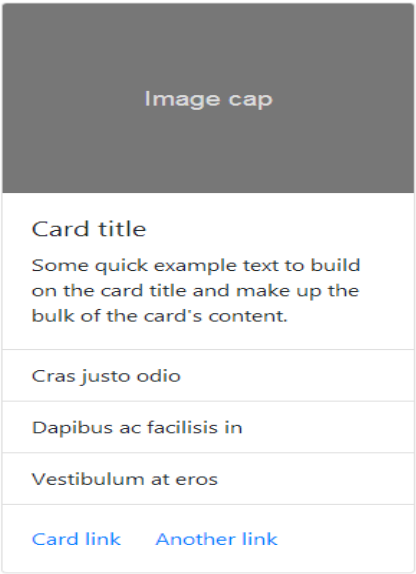 Image cap
Card title
Some quick example text to build
on the card title and make up the
bulk of the card's content.
Cras justo odio
Dapibus ac facilisis in
Vestibulum at eros
Card link Another link